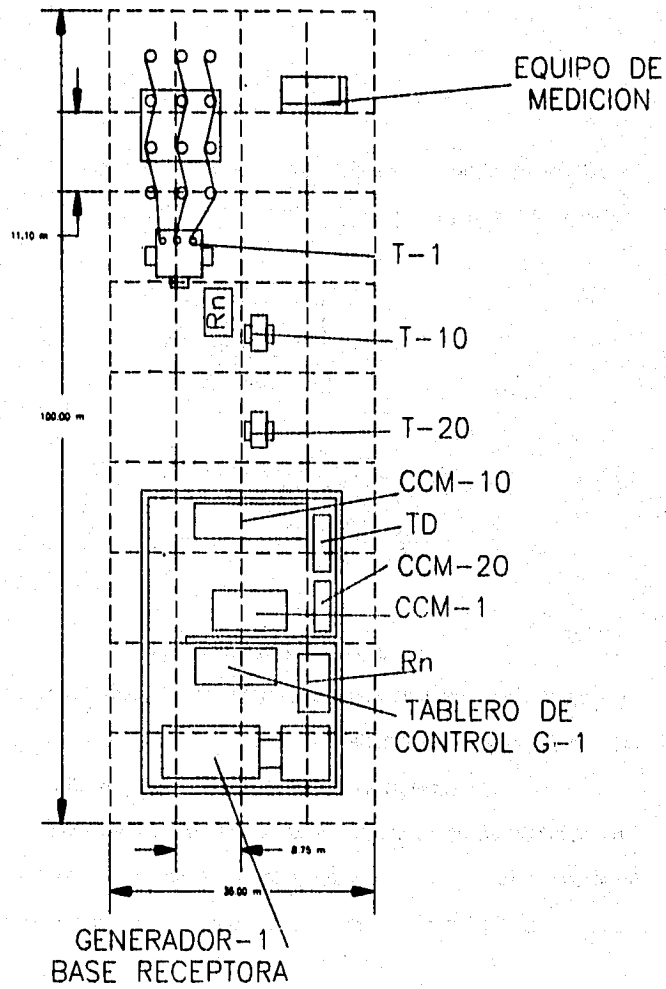 EQUIPO DE
MEDICION
11.10 m
T-1
Rn
T-10
100.00 m
T-20
CCM-10
TD
CCM-20
CCM-1
Rn
TABLERO DE
CONTROL G-1
8.75 m
GENERADOR-1
BASE RECEPTORA